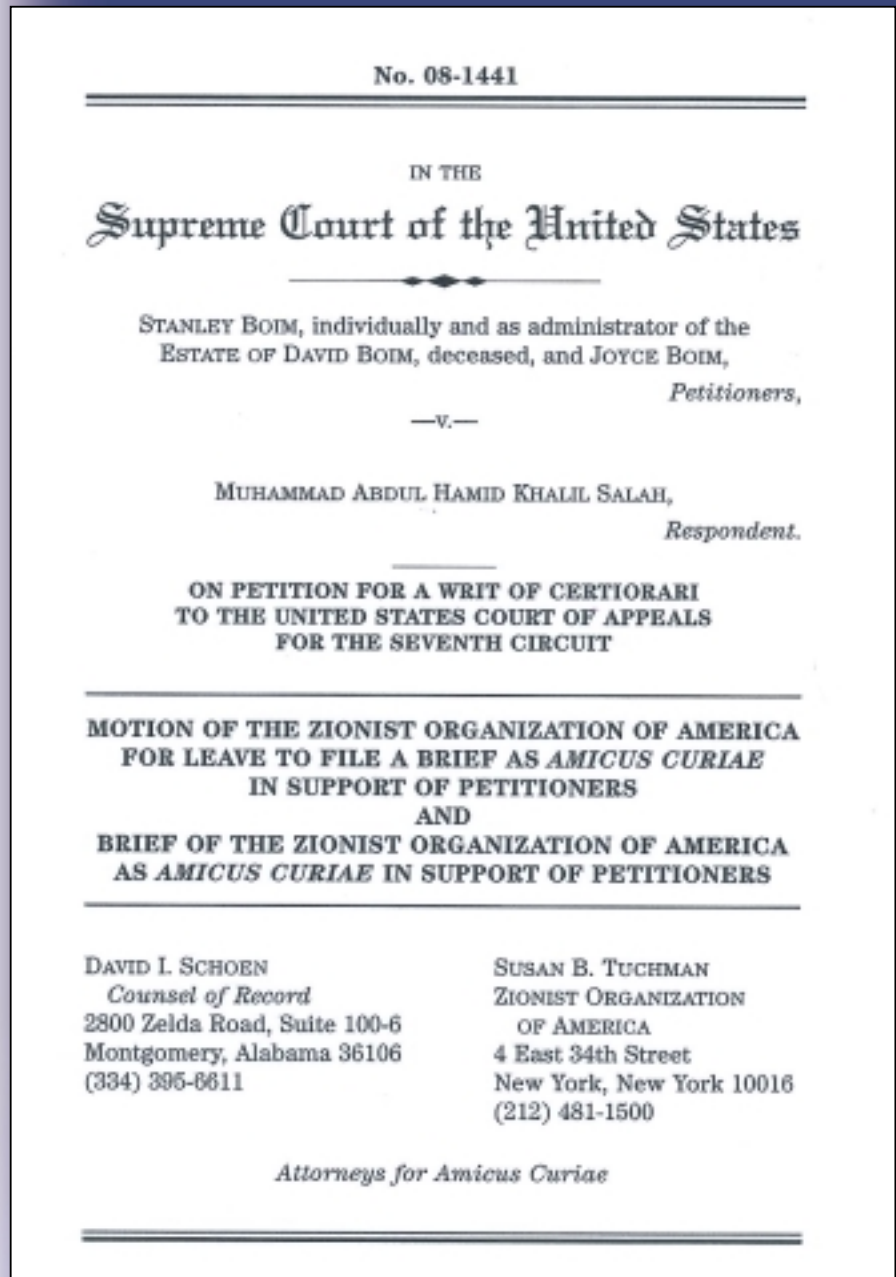 No. 08-1441
IN THE
Supreme Court of the United States
STANLEY BOIM, individually and as administrator of the
ESTATE OF DAVID BOIM, deceased, and JOYCE BOIM,
Petitioners,
—v.—
MUHAMMAD ABDUL HAMID KHALIL SALAH,
Respondent.
ON PETITION FOR A WRIT OF CERTIORARI
TO THE UNITED STATES COURT OF APPEALS
FOR THE SEVENTH CIRCUIT
MOTION OF THE ZIONIST ORGANIZATION OF AMERICA
FOR LEAVE TO FILE A BRIEF AS AMICUS CURIAE
IN SUPPORT OF PETITIONERS
AND
BRIEF OF THE ZIONIST ORGANIZATION OF AMERICA
AS AMICUS CURIAE IN SUPPORT OF PETITIONERS
DAVID I. SCHOEN
Counsel of Record
2800 Zelda Road, Suite 100-6
Montgomery, Alabama 36106
(334) 395-6611
SUSAN B. TUCHMAN
ZIONIST ORGANIZATION
OF AMERICA
4 East 34th Street
New York, New York 10016
(212) 481-1500
Attorneys for Amicus Curiae